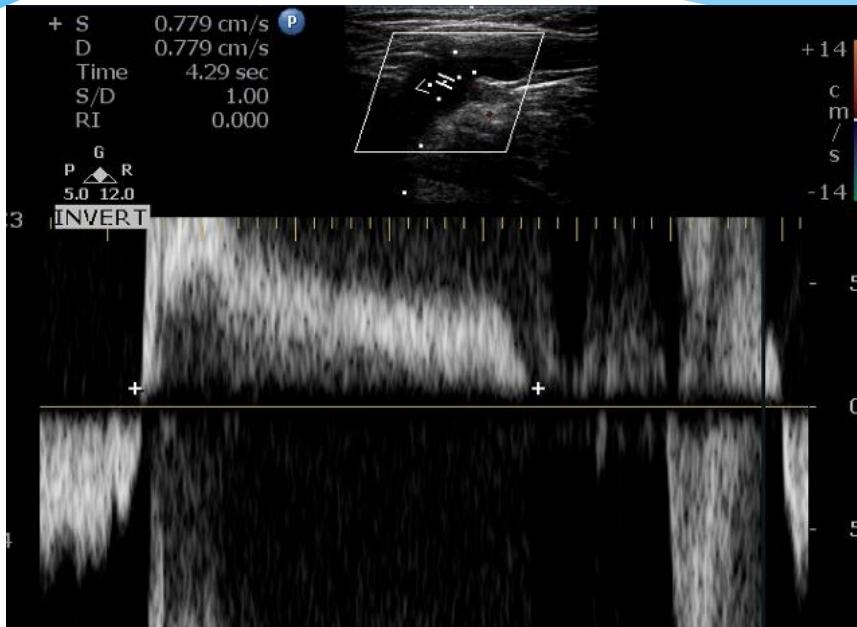 + S 0.779 cm/s P
D 0.779 cm/s
Time 4.29 sec
S/D 1.00
RI 0.000
G
P R
5.0 12.0
INVERT
+14
c
m
/
s
-14
5
0
5